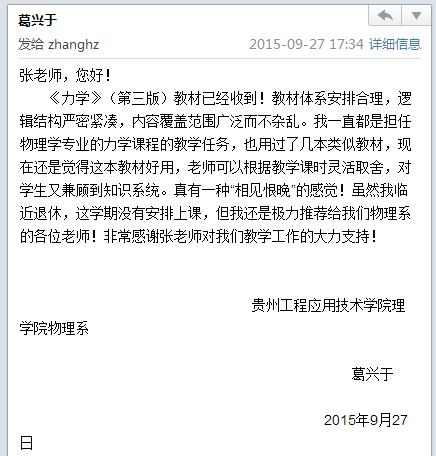 葛兴于
发给 zhanghz
2015-09-27 17:34 详细信息
张老师，您好！
《力学》（第三版）教材已经收到！教材体系安排合理，逻
辑结构严密紧凑，内容覆盖范围广泛而不杂乱。我一直都是担任
物理学专业的力学课程的教学任务，也用过了几本类似教材，现
在还是觉得这本教材好用，老师可以根据教学课时灵活取舍，对
学生又兼顾到知识系统。真有一种“相见恨晚”的感觉！虽然我临
近退休，这学期没有安排上课，但我还是极力推荐给我们物理系
的各位老师！非常感谢张老师对我们教学工作的大力支持！
贵州工程应用技术学院理
学院物理系
葛兴于
2015年9月27
日